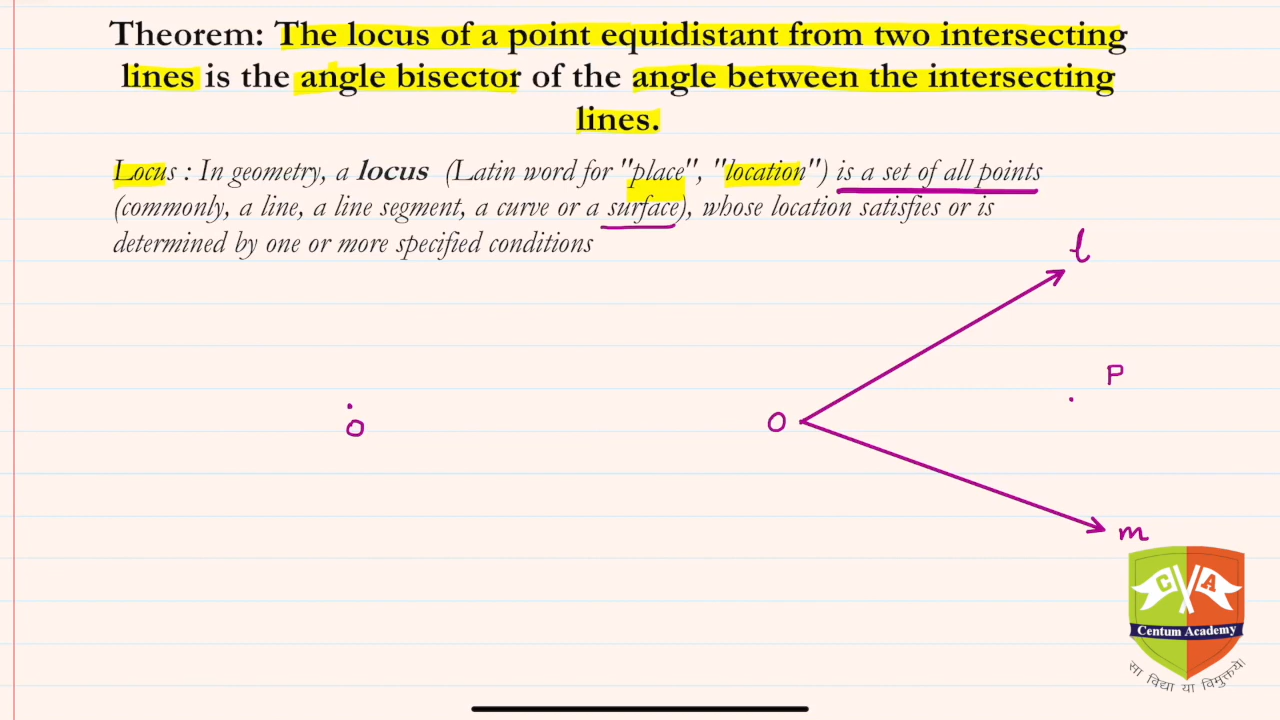 Theorem: The locus of a point equidistant from two intersecting
lines is the angle bisector of the angle between the intersecting
lines.
Locus : In geometry, a locus (Latin word for "place", "location") is a set of all points
(commonly, a line, a line segment, a curve or a surface), whose location satisfies or is
determined by one or more specified conditions
l
P
O
O
m
C A
Centum Academy
सा विद्या या विमुक्तये।